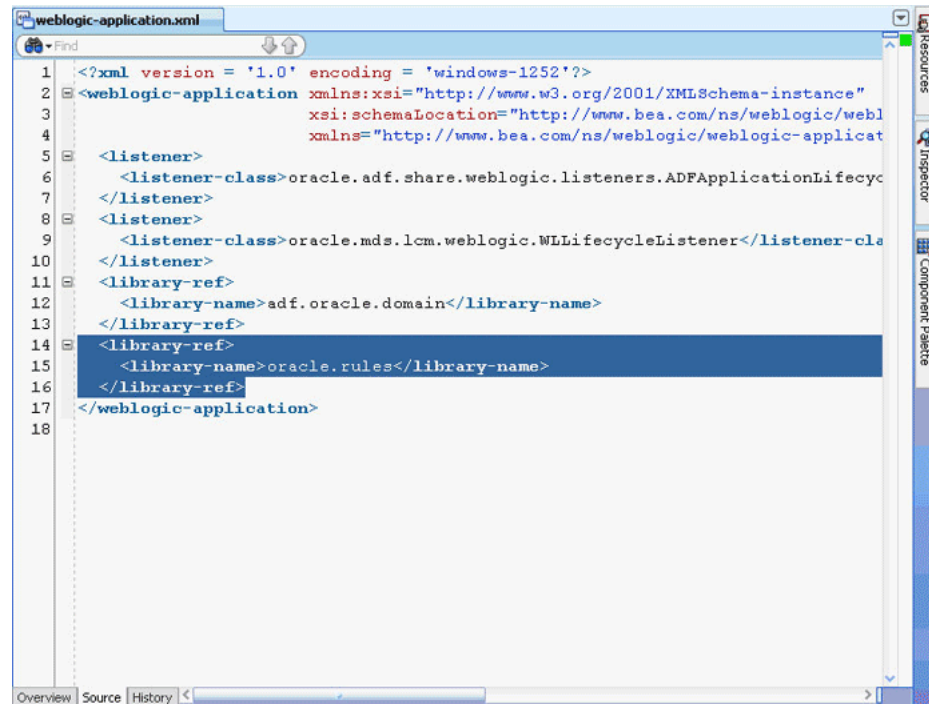 weblogic-application.xml
Find
1 <?xml version = '1.0' encoding = 'windows-1252'?>
2 <weblogic-application xmlns:xsi="http://www.w3.org/2001/XMLSchema-instance"
3 xsi:schemaLocation="http://www.bea.com/ns/weblogic/webl
4 xmlns="http://www.bea.com/ns/weblogic/weblogic-applicat
5 <listener>
6 <listener-class>oracle.adf.share.weblogic.listeners.ADFApplicationLifecyc
7 </listener>
8 <listener>
9 <listener-class>oracle.mds.lcm.weblogic.WLLifecycleListener</listener-cla
10 </listener>
11 <library-ref>
12 <library-name>adf.oracle.domain</library-name>
13 </library-ref>
14 <library-ref>
15 <library-name>oracle.rules</library-name>
16 </library-ref>
17 </weblogic-application>
18
Overview Source History
Resources
Inspector
Component Palette